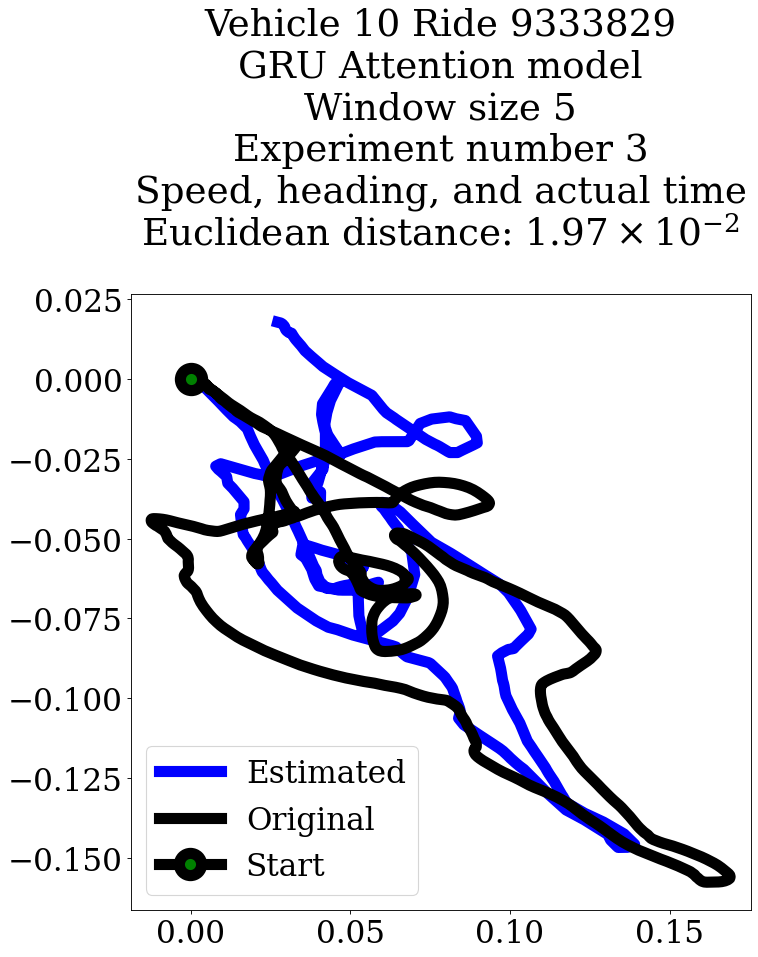 Vehicle 10 Ride 9333829
GRU Attention model
Window size 5
Experiment number 3
Speed, heading, and actual time
Euclidean distance: 1.97 × 10⁻²
0.025
0.000
−0.025
−0.050
−0.075
−0.100
−0.125
−0.150
Estimated
Original
Start
0.00 0.05 0.10 0.15